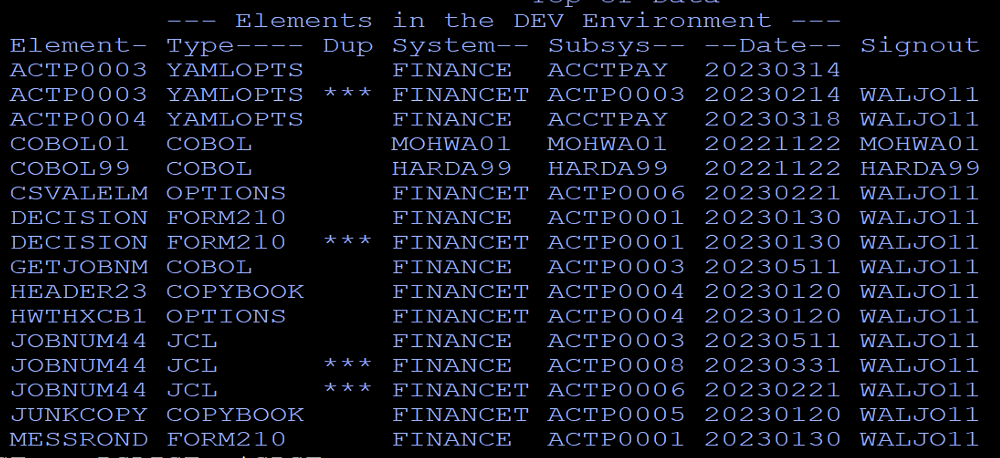 Top of Data
--- Elements in the DEV Environment ---
Element- Type---- Dup System-- Subsys-- --Date-- Signout
ACTP0003 YAMLOPTS     FINANCE  ACCTPAY  20230314
ACTP0003 YAMLOPTS *** FINANCET ACTP0003 20230214 WALJO11
ACTP0004 YAMLOPTS     FINANCE  ACCTPAY  20230318 WALJO11
COBOL01  COBOL        MOHWA01  MOHWA01  20221122 MOHWA01
COBOL99  COBOL        HARDA99  HARDA99  20221122 HARDA99
CSVALELM OPTIONS      FINANCET ACTP0006 20230221 WALJO11
DECISION FORM210      FINANCE  ACTP0001 20230130 WALJO11
DECISION FORM210  *** FINANCET ACTP0001 20230130 WALJO11
GETJOBNM COBOL        FINANCE  ACTP0003 20230511 WALJO11
HEADER23 COPYBOOK     FINANCET ACTP0004 20230120 WALJO11
HWTHXCB1 OPTIONS      FINANCET ACTP0004 20230120 WALJO11
JOBNUM44 JCL          FINANCE  ACTP0003 20230511 WALJO11
JOBNUM44 JCL      *** FINANCE  ACTP0008 20230331 WALJO11
JOBNUM44 JCL      *** FINANCET ACTP0006 20230221 WALJO11
JUNKCOPY COPYBOOK     FINANCET ACTP0005 20230120 WALJO11
MESSROND FORM210      FINANCE  ACTP0001 20230130 WALJO11